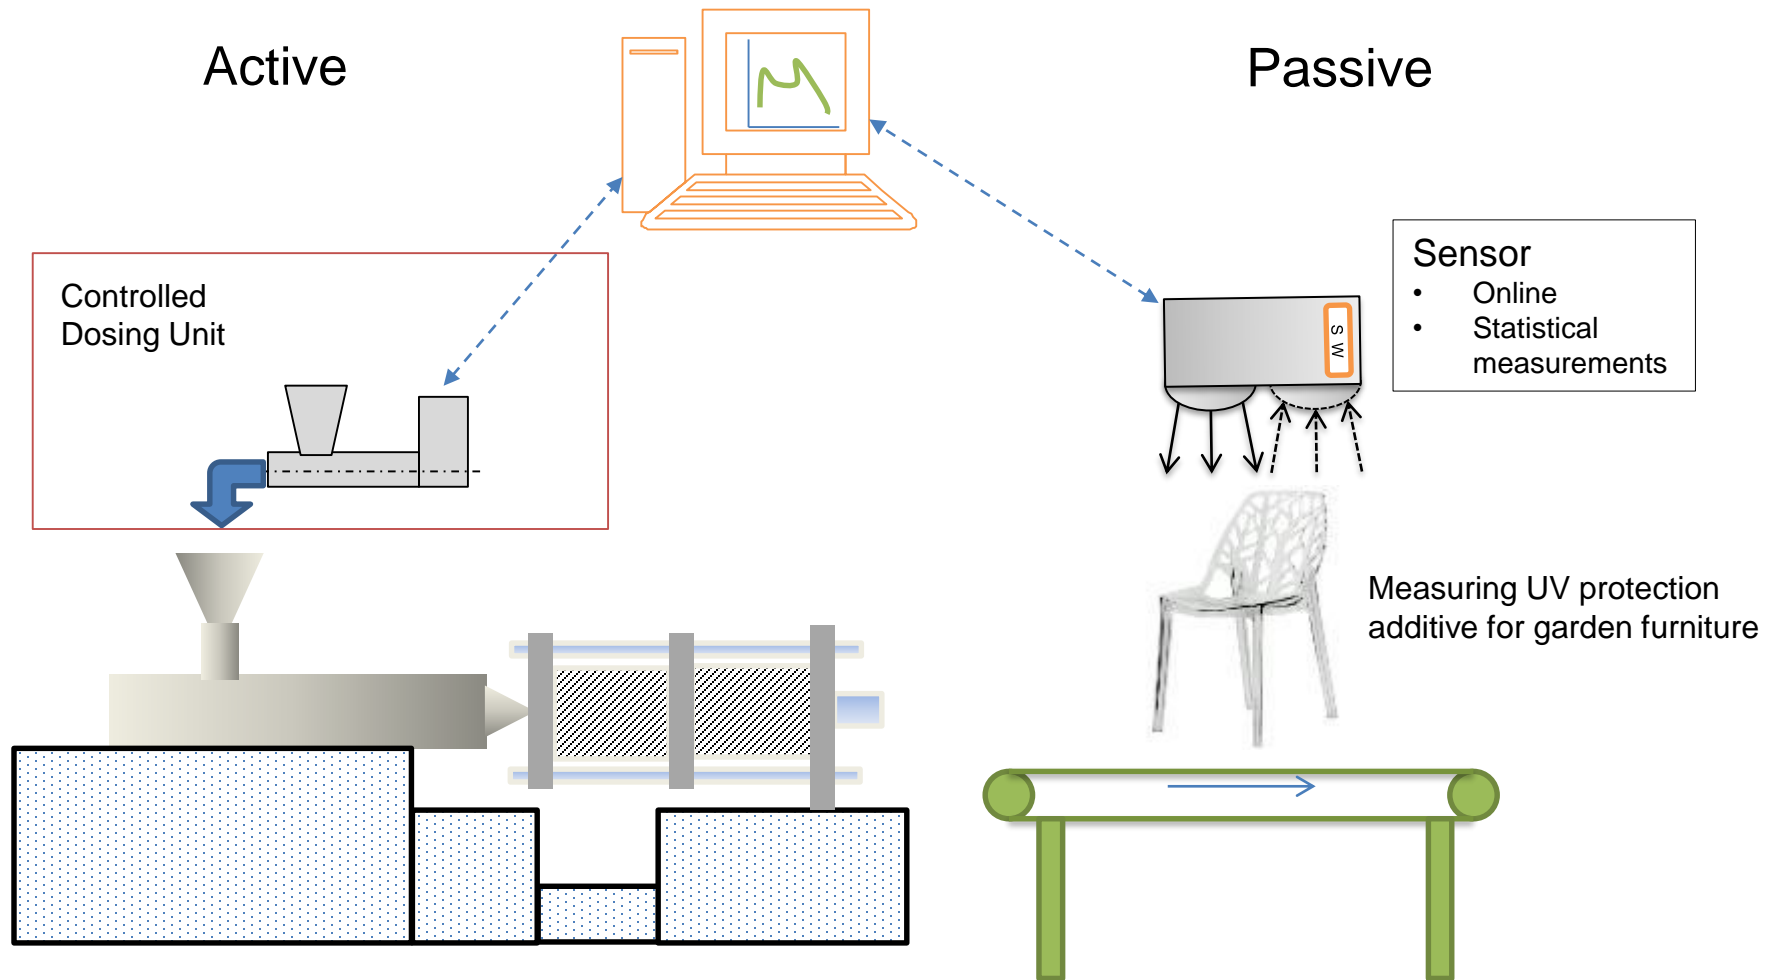 Active
Passive
Controlled
Dosing Unit
Sensor
• Online
• Statistical
measurements
S W
Measuring UV protection
additive for garden furniture